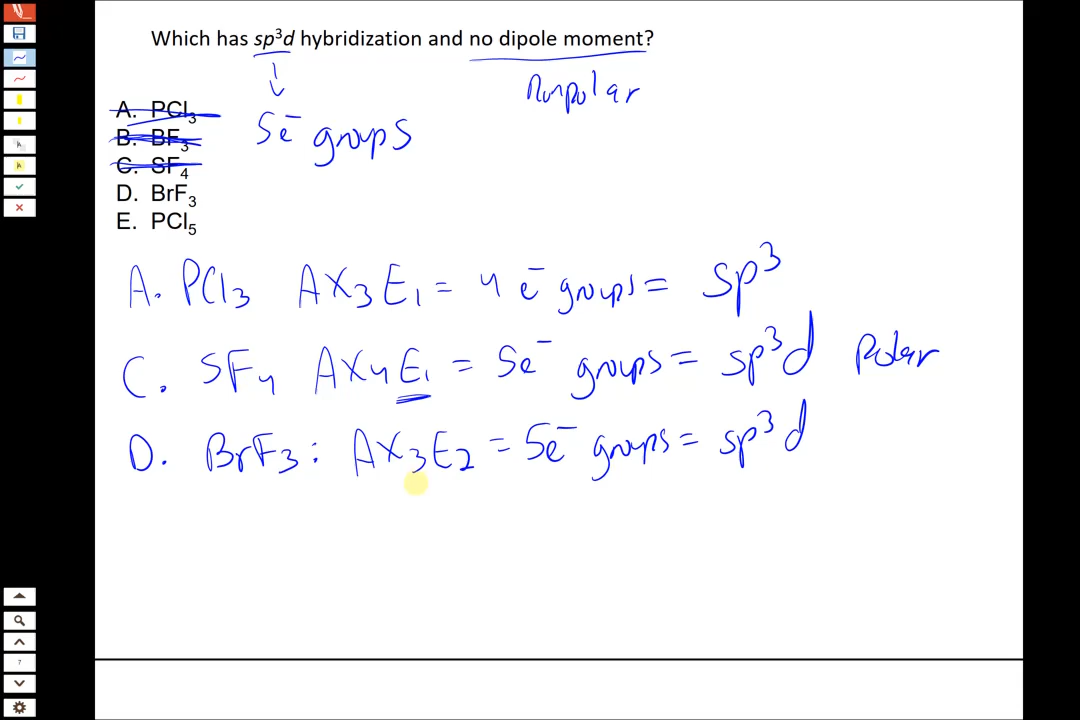 Which has sp³d hybridization and no dipole moment?
Nonpolar
A. PCl₃
5e⁻ groups
B. BF₃
C. SF₄
D. BrF₃
E. PCl₅
A. PCl₃ AX₃E₁ = 4 e⁻ groups = sp³
C. SF₄ AX₄E₁ = 5e⁻ groups = sp³d Polar
D. BrF₃: AX₃E₂ = 5e⁻ groups = sp³d
7